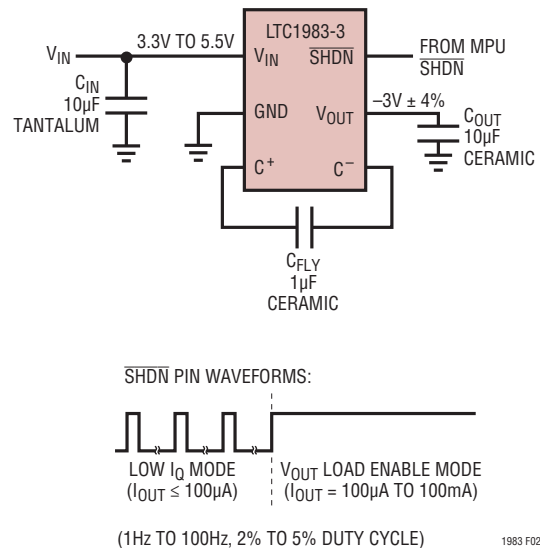 LTC1983-3
V_IN
3.3V TO 5.5V
V_IN
SHDN
FROM MPU
SHDN
C_IN
10µF
TANTALUM
GND
V_OUT
–3V ± 4%
C_OUT
10µF
CERAMIC
C+
C–
C_FLY
1µF
CERAMIC
SHDN PIN WAVEFORMS:
LOW I_Q MODE
(I_OUT ≤ 100µA)
V_OUT LOAD ENABLE MODE
(I_OUT = 100µA TO 100mA)
(1Hz TO 100Hz, 2% TO 5% DUTY CYCLE)
1983 F02